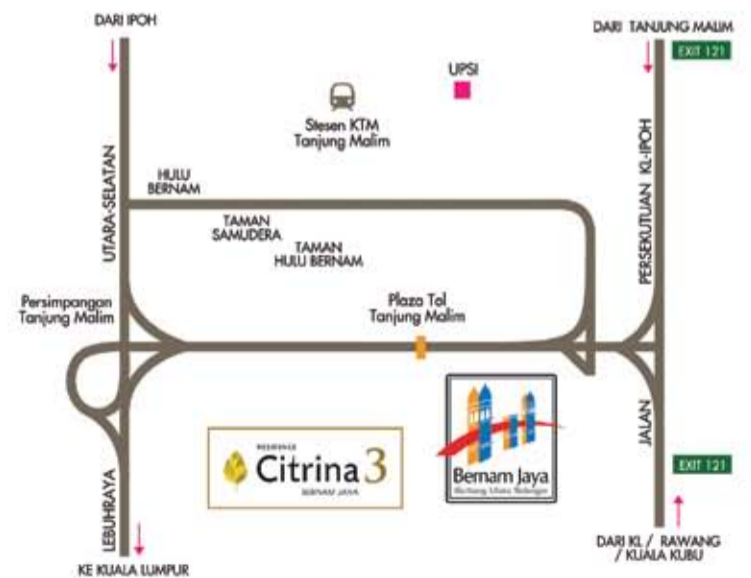 DARI IPOH
DARI TANJUNG MALIM
EXIT 121
UPSI
Stesen KTM
Tanjung Malim
UTARA-SELATAN
HULU
BERNAM
PERSEKUTUAN KL-IPOH
TAMAN
SAMUDERA
TAMAN
HULU BERNAM
Persimpangan
Tanjung Malim
Plaza Tol
Tanjung Malim
RESIDENCE
Citrina 3
BERNAM JAYA
Bernam Jaya
JALAN
EXIT 121
LEBUHRAYA
KE KUALA LUMPUR
DARI KL / RAWANG
/ KUALA KUBU